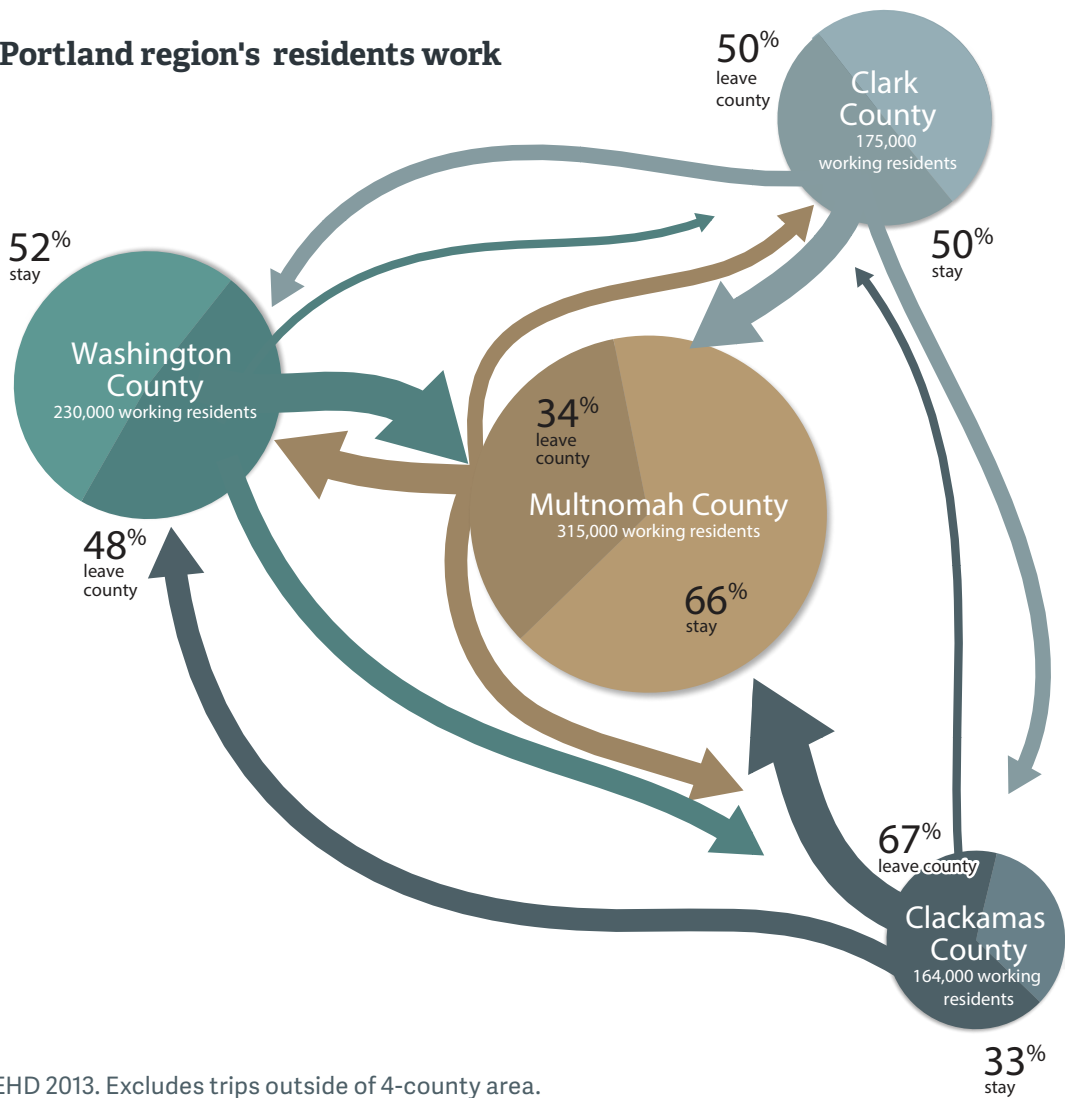 Portland region's residents work
50%
leave
county
Clark
County
175,000
working residents
50%
stay
52%
stay
Washington
County
230,000 working residents
48%
leave
county
34%
leave
county
Multnomah County
315,000 working residents
66%
stay
67%
leave county
Clackamas
County
164,000 working
residents
33%
stay
EHD 2013. Excludes trips outside of 4-county area.